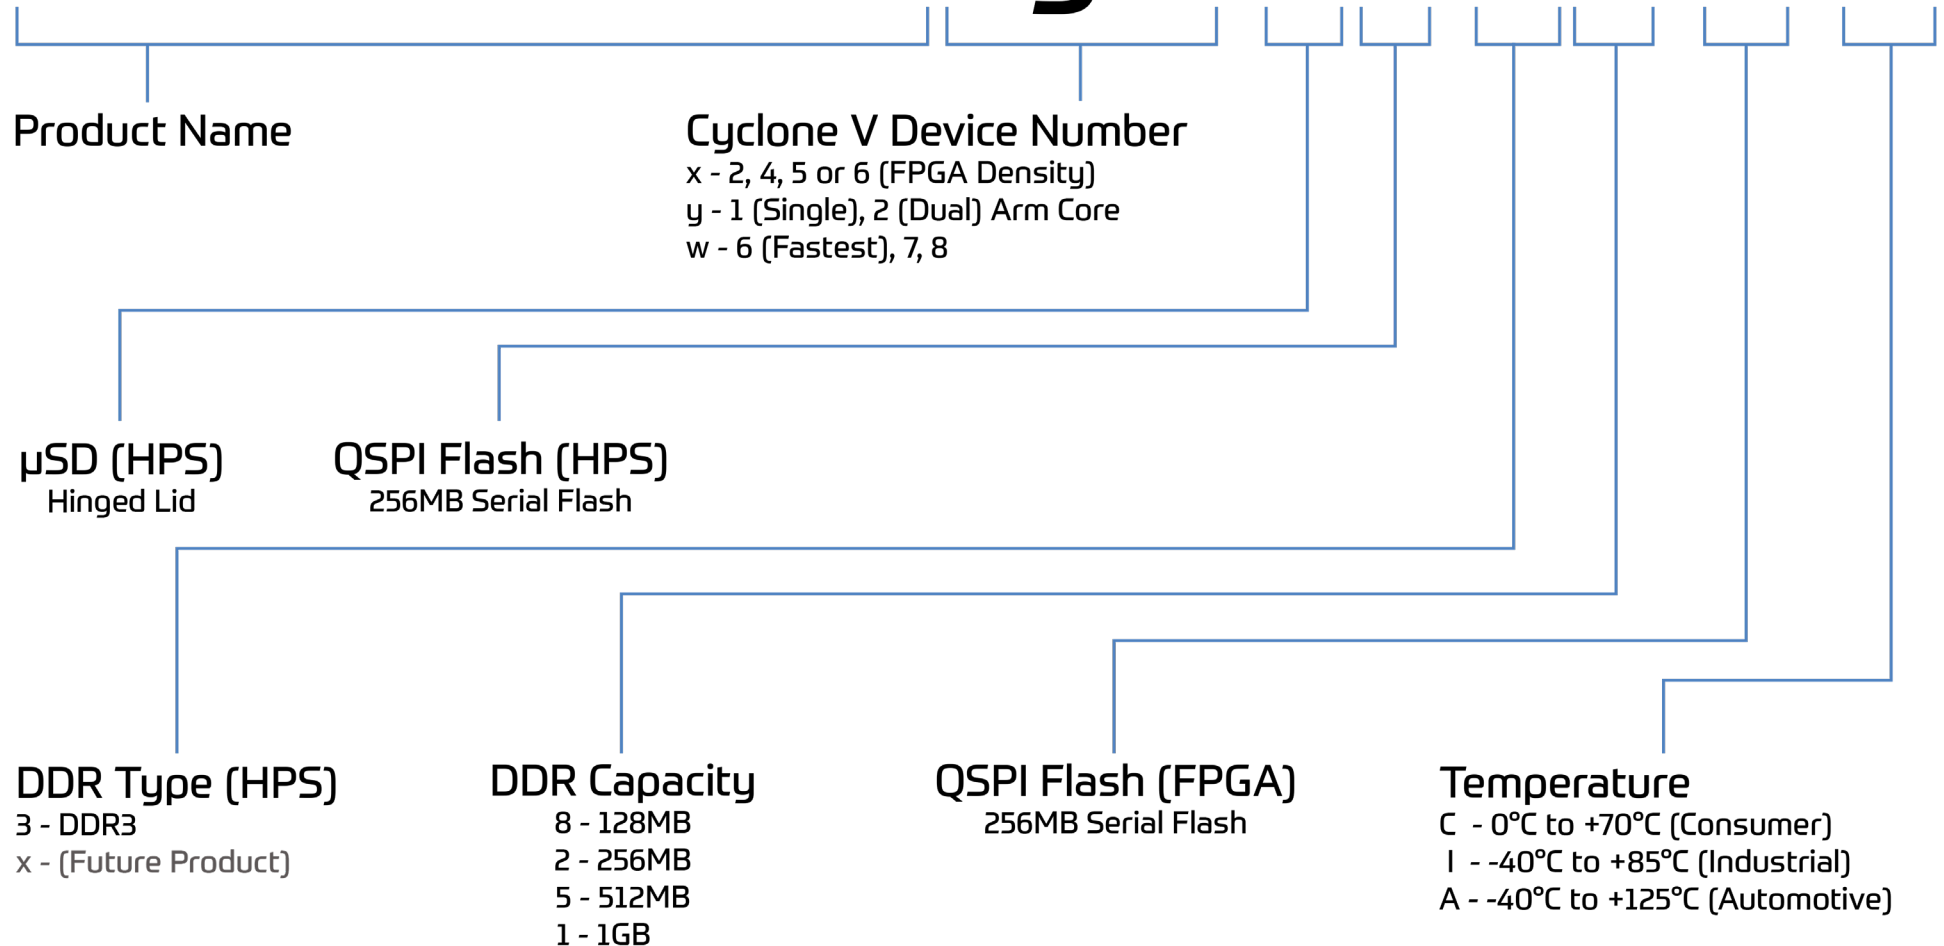 Product Name
Cyclone V Device Number
x - 2, 4, 5 or 6 (FPGA Density)
y - 1 (Single), 2 (Dual) Arm Core
w - 6 (Fastest), 7, 8
µSD (HPS)
Hinged Lid
QSPI Flash (HPS)
256MB Serial Flash
DDR Type (HPS)
3 - DDR3
x - (Future Product)
DDR Capacity
8 - 128MB
2 - 256MB
5 - 512MB
1 - 1GB
QSPI Flash (FPGA)
256MB Serial Flash
Temperature
C - 0°C to +70°C (Consumer)
I - -40°C to +85°C (Industrial)
A - -40°C to +125°C (Automotive)